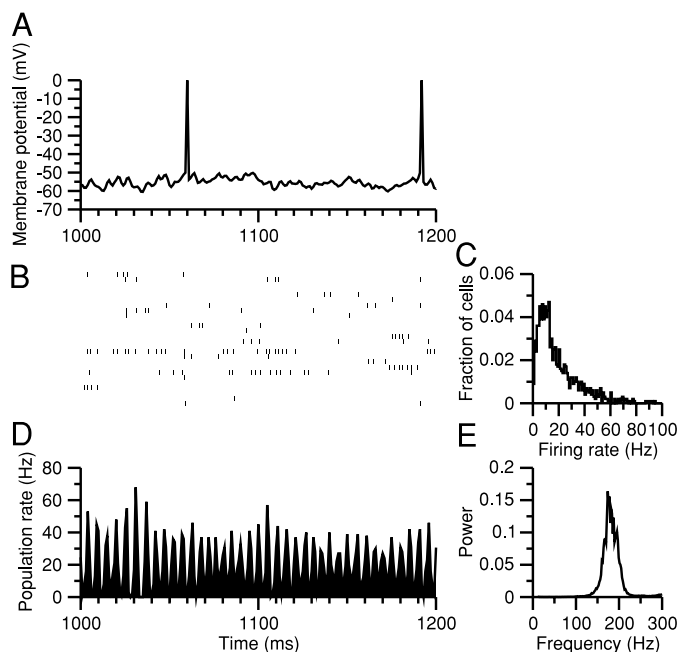 A
Membrane potential (mV)
0
-10
-20
-30
-40
-50
-60
-70
1000 1100 1200
B
C
Fraction of cells
0.06
0.04
0.02
0
0 20 40 60 80 100
Firing rate (Hz)
D
Population rate (Hz)
80
60
40
20
0
1000 1100 1200
Time (ms)
E
Power
0.2
0.15
0.1
0.05
0
0 100 200 300
Frequency (Hz)